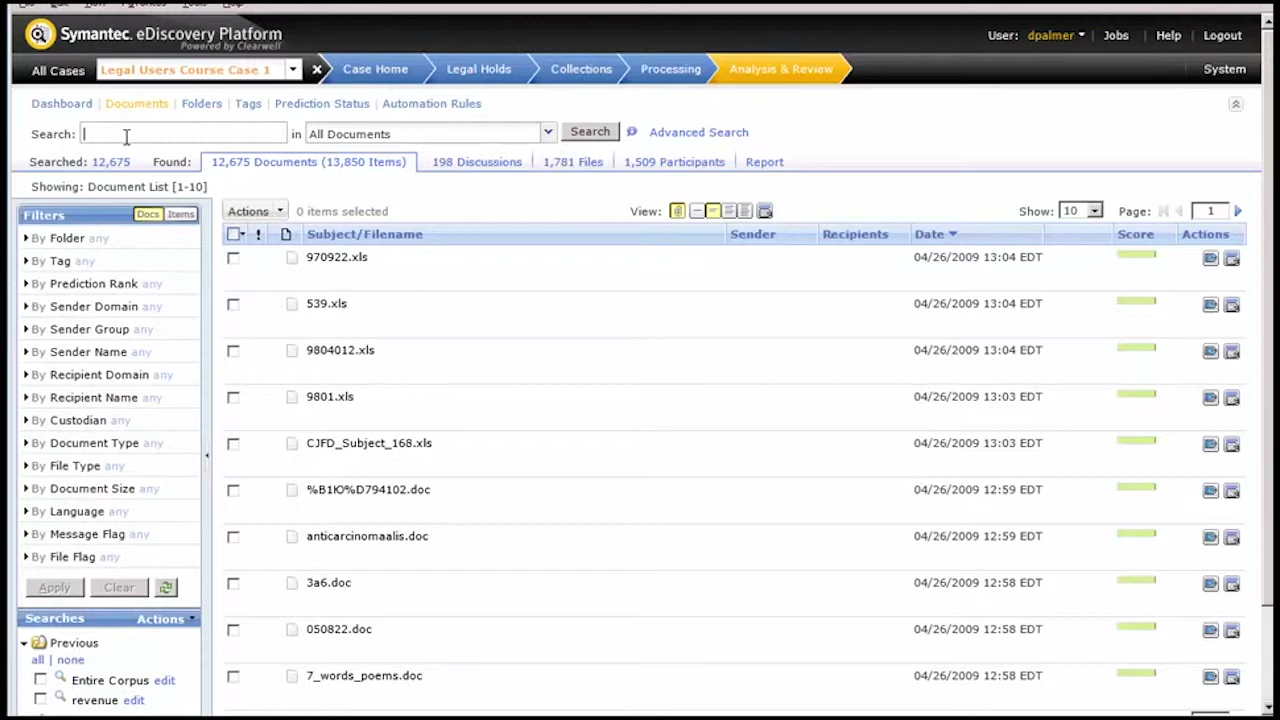 Symantec. eDiscovery Platform
Powered by Clearwell
User: dpalmer Jobs Help Logout
All Cases Legal Users Course Case 1 Case Home Legal Holds Collections Processing Analysis & Review System
Dashboard | Documents | Folders | Tags | Prediction Status | Automation Rules
Search: in All Documents Search Advanced Search
Searched: 12,675 Found: 12,675 Documents (13,850 Items) 198 Discussions 1,781 Files 1,509 Participants Report
Showing: Document List [1-10]
Filters Docs Items
Actions 0 items selected View: Show: 10 Page: 1
! Subject/Filename Sender Recipients Date Score Actions
By Folder any
By Tag any
By Prediction Rank any
By Sender Domain any
By Sender Group any
By Sender Name any
By Recipient Domain any
By Recipient Name any
By Custodian any
By Document Type any
By File Type any
By Document Size any
By Language any
By Message Flag any
By File Flag any
Apply Clear
Searches Actions
Previous
all | none
Entire Corpus edit
revenue edit
970922.xls 04/26/2009 13:04 EDT
539.xls 04/26/2009 13:04 EDT
9804012.xls 04/26/2009 13:04 EDT
9801.xls 04/26/2009 13:03 EDT
CJFD_Subject_168.xls 04/26/2009 13:03 EDT
%B1Ю%D794102.doc 04/26/2009 12:59 EDT
anticarcinomaalis.doc 04/26/2009 12:59 EDT
3a6.doc 04/26/2009 12:58 EDT
050822.doc 04/26/2009 12:58 EDT
7_words_poems.doc 04/26/2009 12:58 EDT